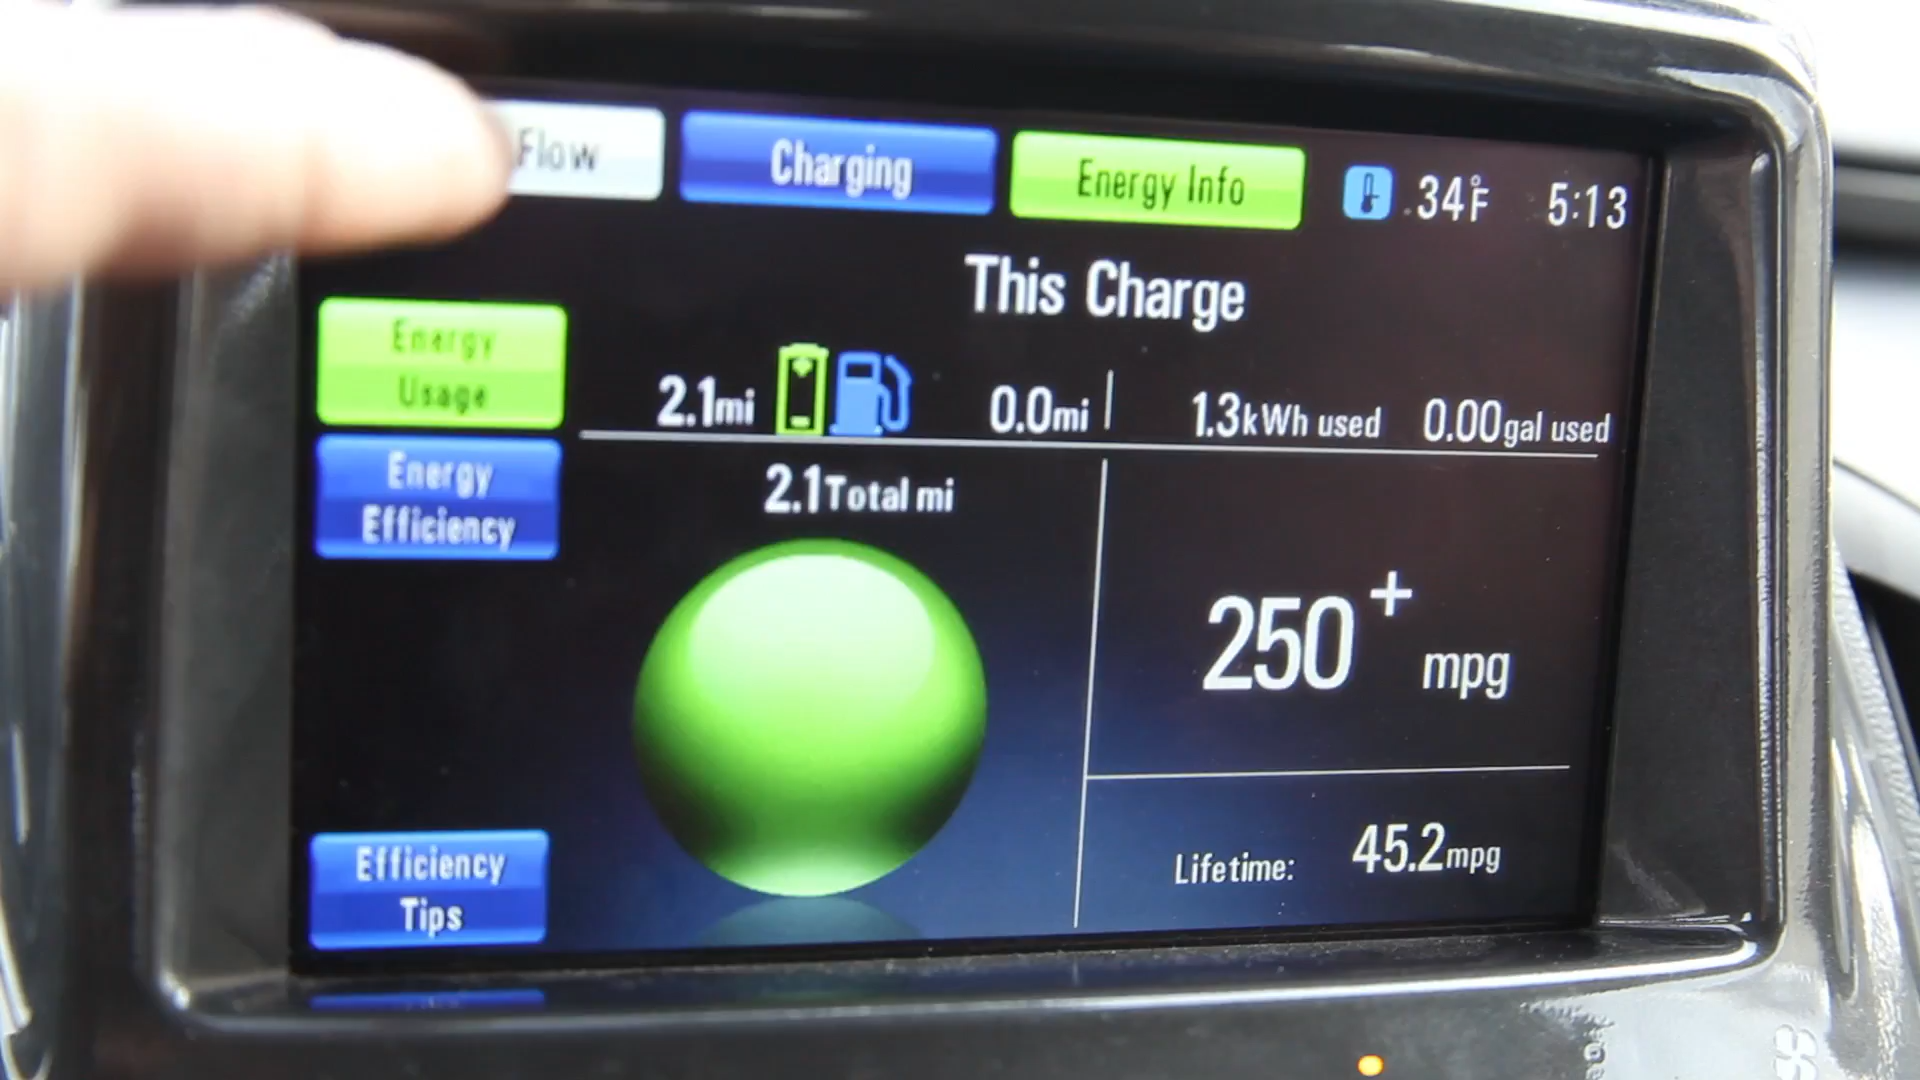 Flow
Charging
Energy Info
34°F
5:13
This Charge
Energy
Usage
2.1mi
0.0mi
1.3kWh used
0.00gal used
Energy
Efficiency
2.1Total mi
250+ mpg
Efficiency
Tips
Lifetime: 45.2mpg